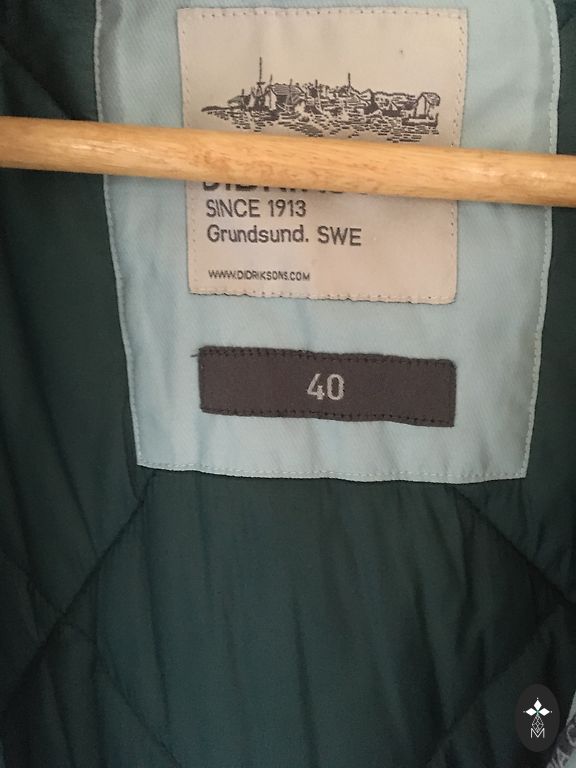 SINCE 1913
Grundsund. SWE
WWW.DIDRIKSONS.COM
40